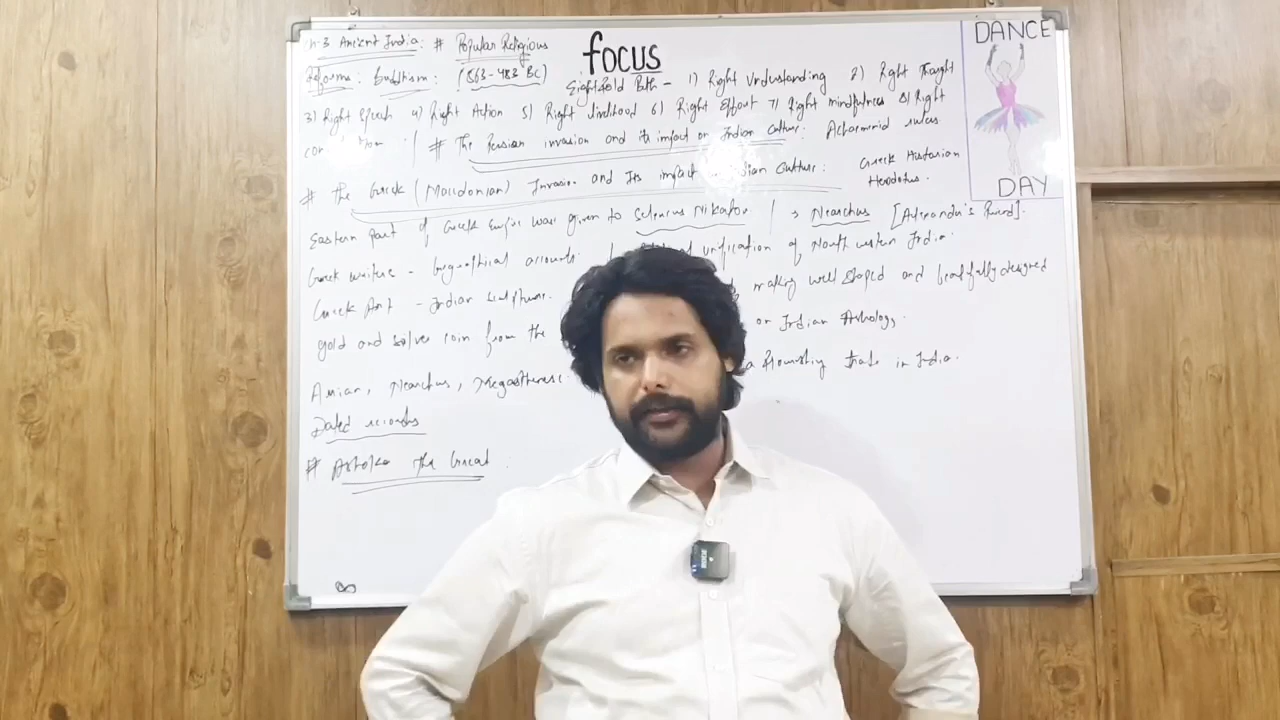 Ch-3 Ancient India: # Popular Religious
focus
DANCE
Reforms: Buddhism: (563-483 BC) Eightfold Path - 1) Right Understanding 2) Right Thought
3) Right Speech 4) Right Action 5) Right livelihood 6) Right Effort 7) Right mindfulness 8) Right
# The Persian invasion and its impact on Indian Culture: Achaemenid rulers
# The Greek (Macedonian) Invasion and Its impact Indian Culture: Greek Historian
Herodotus.
DAY
Eastern Part of Greek Empire was given to Seleucus Nikator / → Nearchus [Alexander's friend].
Greek writers - Geographical accounts. unification of North western India.
Greek Art - Indian sculpture. making well shaped and beautifully designed
gold and silver coin from the on Indian Astrology.
Arrian, Nearchus, Megasthenese. a flourishing trade in India.
Dated records
# Ashoka The Great :